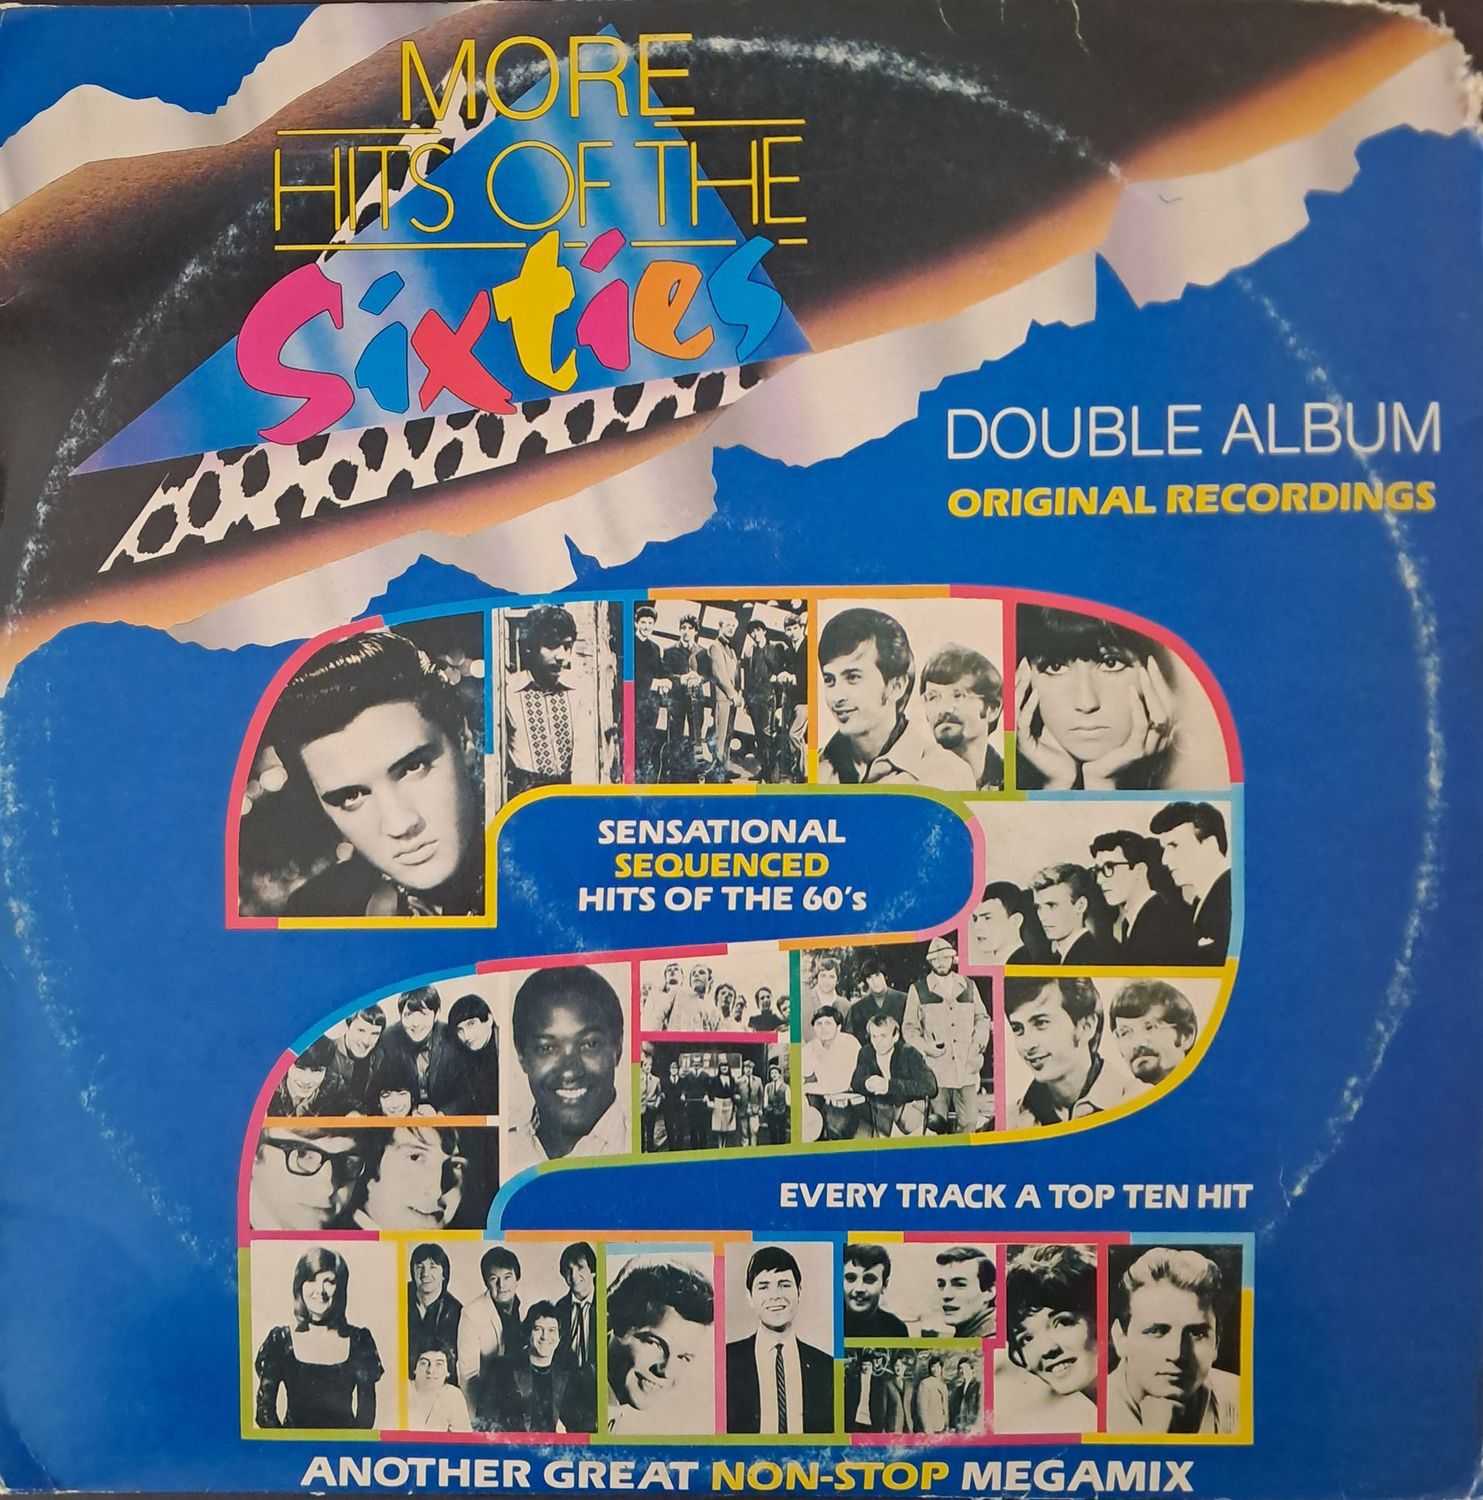 MORE
HITS OF THE
Sixties
DOUBLE ALBUM
ORIGINAL RECORDINGS
SENSATIONAL
SEQUENCED
HITS OF THE 60's
EVERY TRACK A TOP TEN HIT
ANOTHER GREAT NON-STOP MEGAMIX